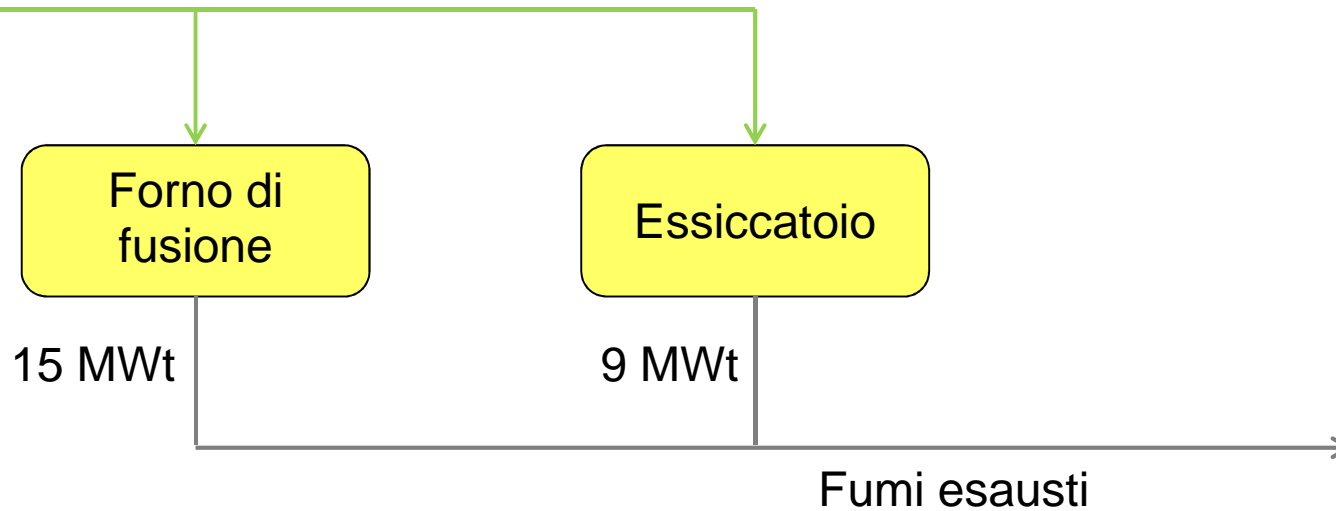 Forno di
fusione
Essiccatoio
15 MWt
9 MWt
Fumi esausti